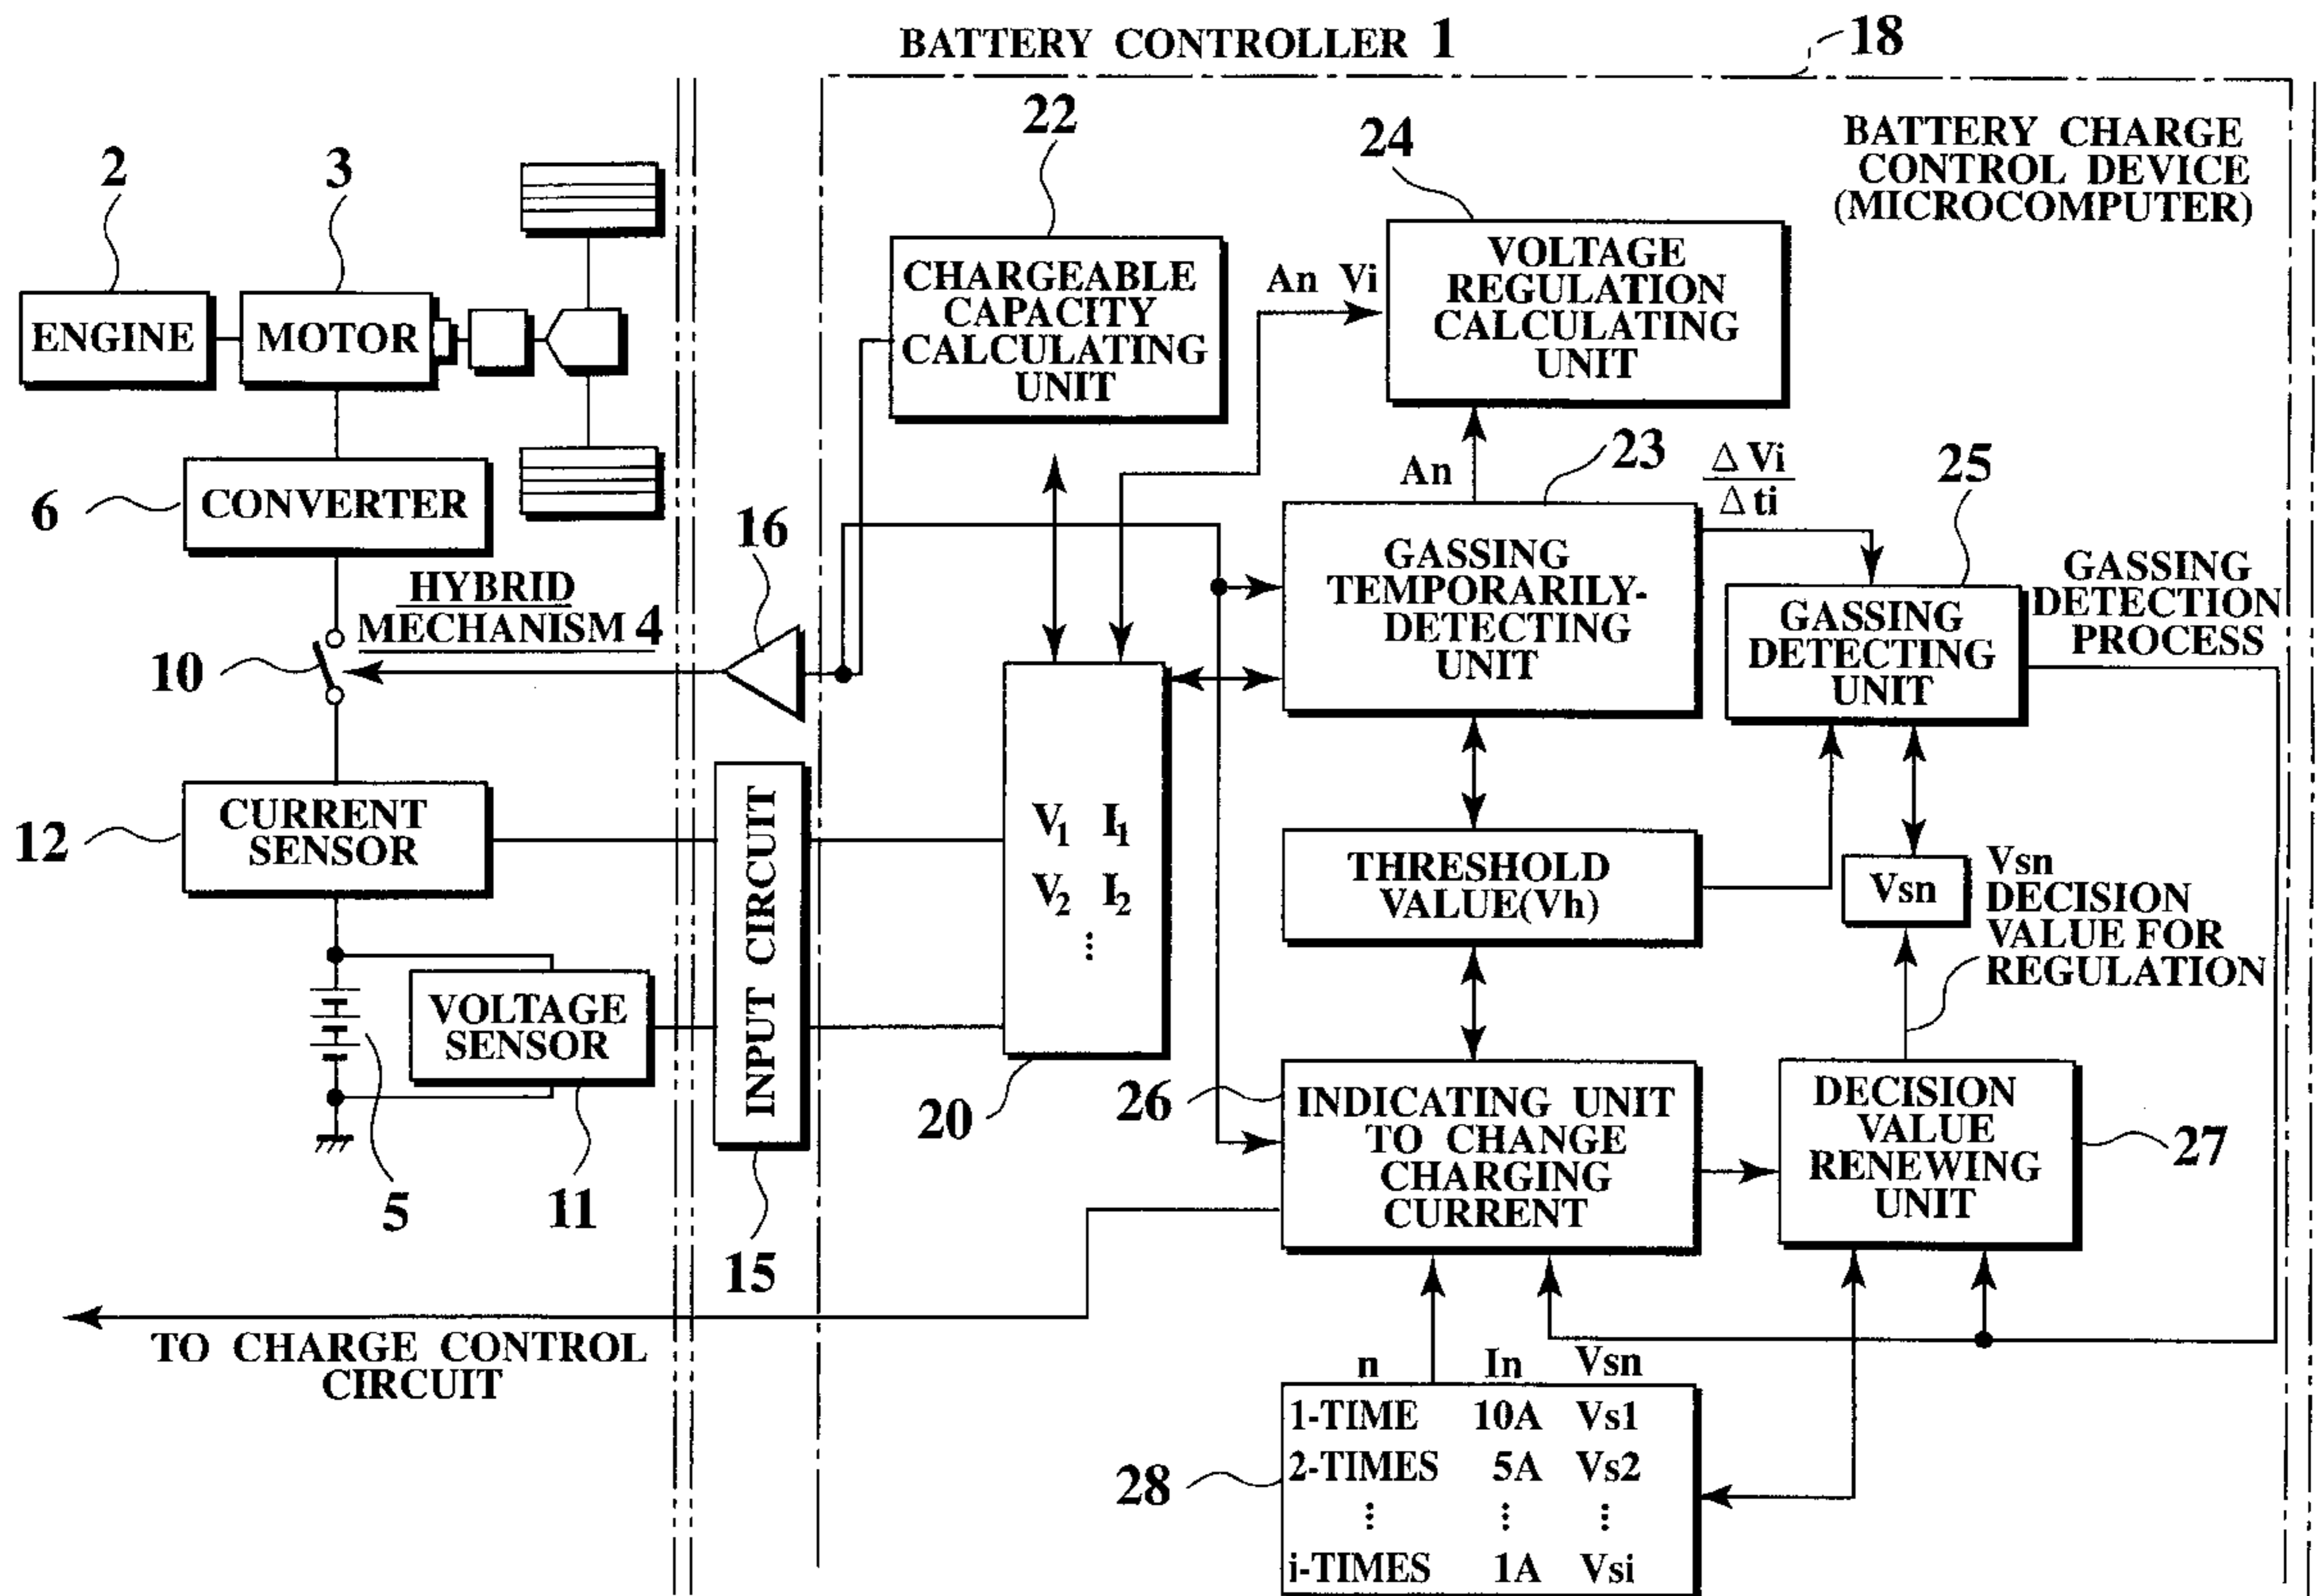 BATTERY CONTROLLER 1
18
BATTERY CHARGE
CONTROL DEVICE
(MICROCOMPUTER)
2
3
ENGINE
MOTOR
6
CONVERTER
HYBRID
MECHANISM 4
10
16
12
CURRENT
SENSOR
VOLTAGE
SENSOR
5
11
INPUT CIRCUIT
15
TO CHARGE CONTROL
CIRCUIT
22
CHARGEABLE
CAPACITY
CALCULATING
UNIT
An Vi
24
VOLTAGE
REGULATION
CALCULATING
UNIT
An
23
ΔVi
Δti
25
GASSING
TEMPORARILY-
DETECTING
UNIT
GASSING
DETECTING
UNIT
GASSING
DETECTION
PROCESS
V1 I1
V2 I2
...
20
THRESHOLD
VALUE(Vh)
Vsn
Vsn
DECISION
VALUE FOR
REGULATION
26
INDICATING UNIT
TO CHANGE
CHARGING
CURRENT
DECISION
VALUE
RENEWING
UNIT
27
n In Vsn
28
1-TIME 10A Vs1
2-TIMES 5A Vs2
... ... ...
i-TIMES 1A Vsi